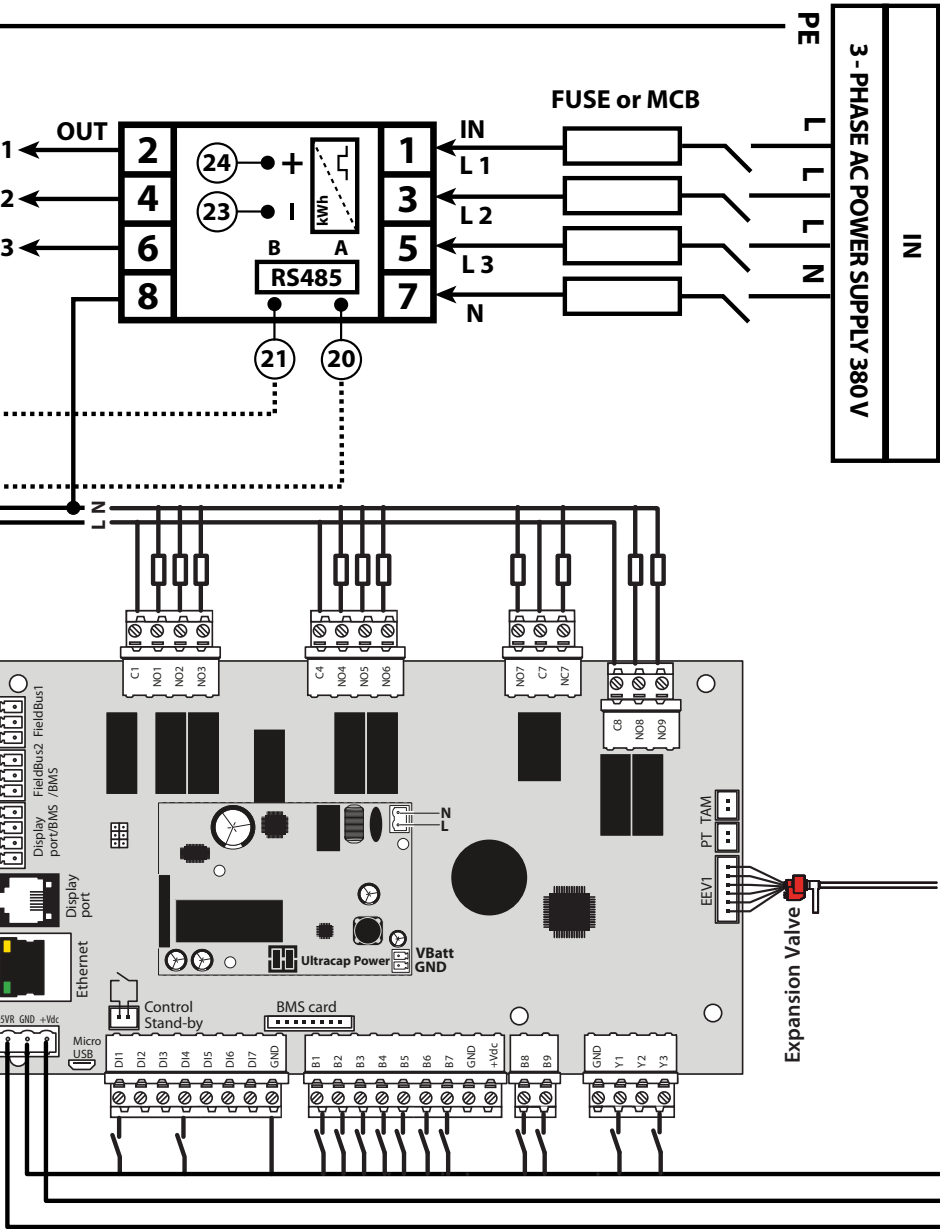 PE
3 - PHASE AC POWER SUPPLY 380V
IN
FUSE or MCB
L
L
L
N
OUT
1
2
3
2
4
6
8
24
+
23
-
kWh
B A
RS485
1
3
5
7
IN
L 1
L 2
L 3
N
21
20
N
L
C1
NO1
NO2
NO3
C4
NO4
NO5
NO6
NO7
C7
NC7
C8
NO8
NO9
FieldBus1
FieldBus2
/BMS
Display
port/BMS
Display
port
Ethernet
5VR GND +Vdc
Micro
USB
Control
Stand-by
BMS card
N
L
Ultracap Power
VBatt
GND
TAM
PT
EEV1
Expansion Valve
DI1
DI2
DI3
DI4
DI5
DI6
DI7
GND
B1
B2
B3
B4
B5
B6
B7
GND
+Vdc
B8
B9
GND
Y1
Y2
Y3